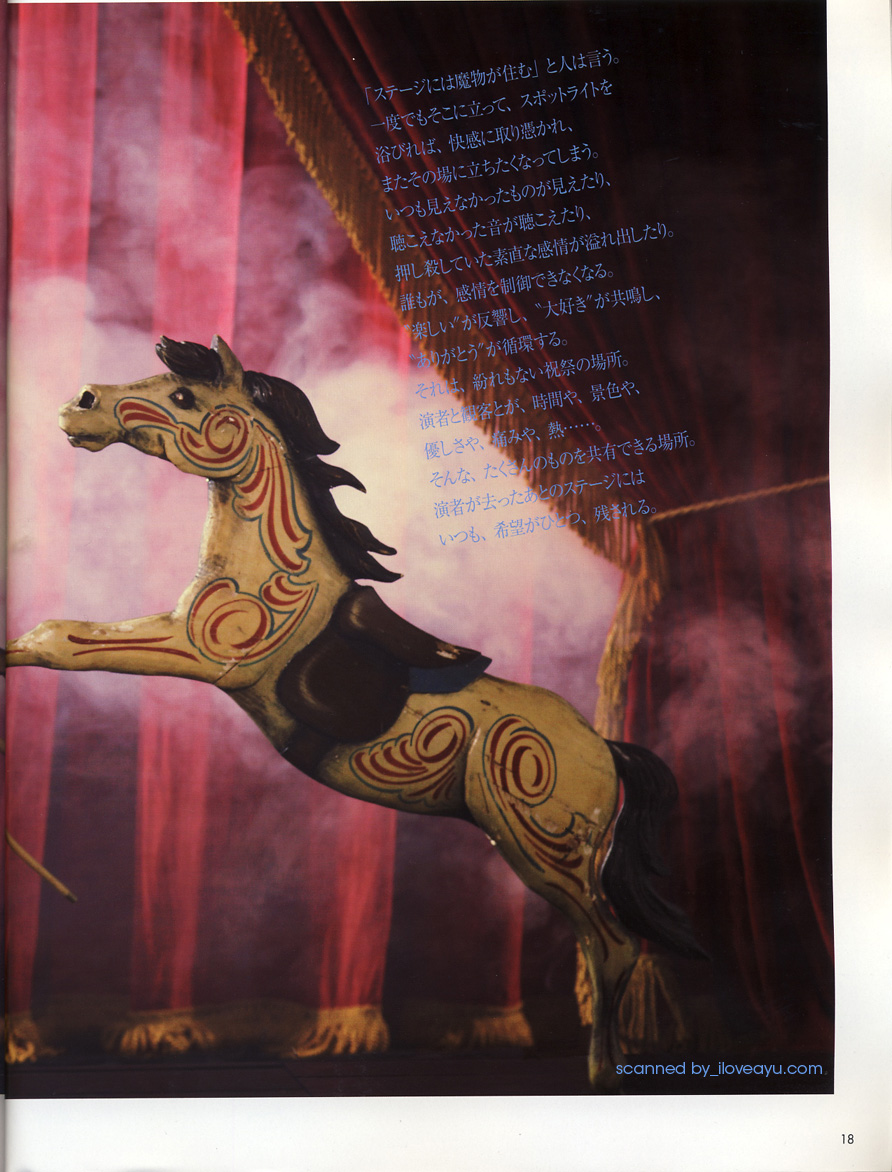 「ステージには魔物が住む」と人は言う。
一度でもそこに立って、スポットライトを
浴びれば、快感に取り憑かれ、
またその場に立ちたくなってしまう。
いつも見えなかったものが見えたり、
聴こえなかった音が聴こえたり、
押し殺していた素直な感情が溢れ出したり。
誰もが、感情を制御できなくなる。
〝楽しい〟が反響し、〝大好き〟が共鳴し、
〝ありがとう〟が循環する。
それは、紛れもない祝祭の場所。
演者と観客とが、時間や、景色や、
優しさや、痛みや、熱……。
そんな、たくさんのものを共有できる場所。
演者が去ったあとのステージには
いつも、希望がひとつ、残される。
scanned by_iloveayu.com
18